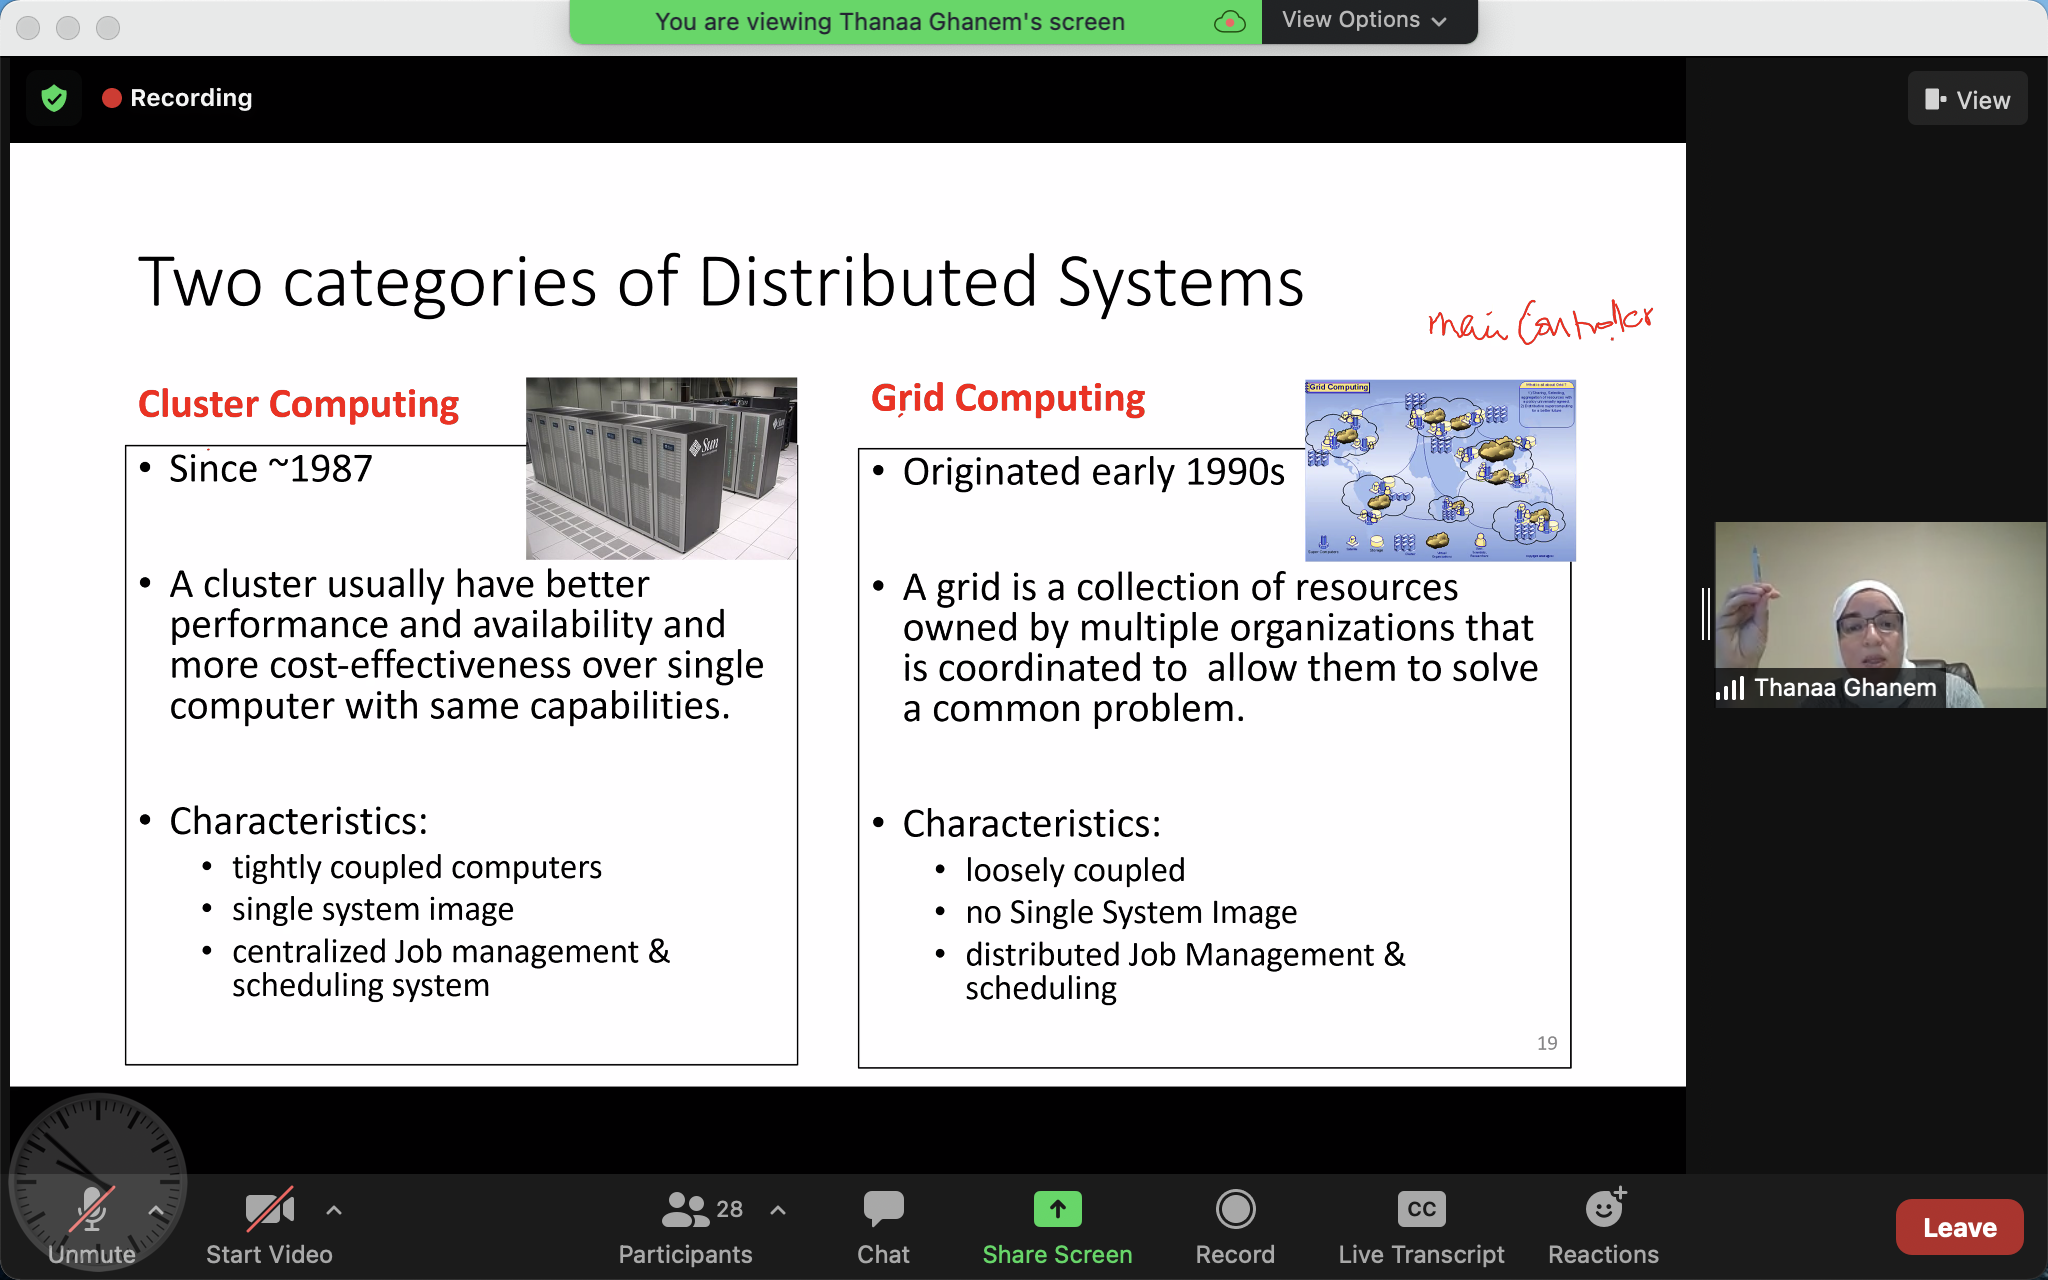 You are viewing Thanaa Ghanem's screen
View Options
Recording
View
Two categories of Distributed Systems
main Controller
Cluster Computing
• Since ~1987
Sun
• A cluster usually have better
performance and availability and
more cost-effectiveness over single
computer with same capabilities.
• Characteristics:
• tightly coupled computers
• single system image
• centralized Job management &
scheduling system
Grid Computing
• Originated early 1990s
Grid Computing
• A grid is a collection of resources
owned by multiple organizations that
is coordinated to  allow them to solve
a common problem.
• Characteristics:
• loosely coupled
• no Single System Image
• distributed Job Management &
scheduling
19
Thanaa Ghanem
Unmute
Start Video
28
Participants
Chat
Share Screen
Record
CC
Live Transcript
Reactions
Leave